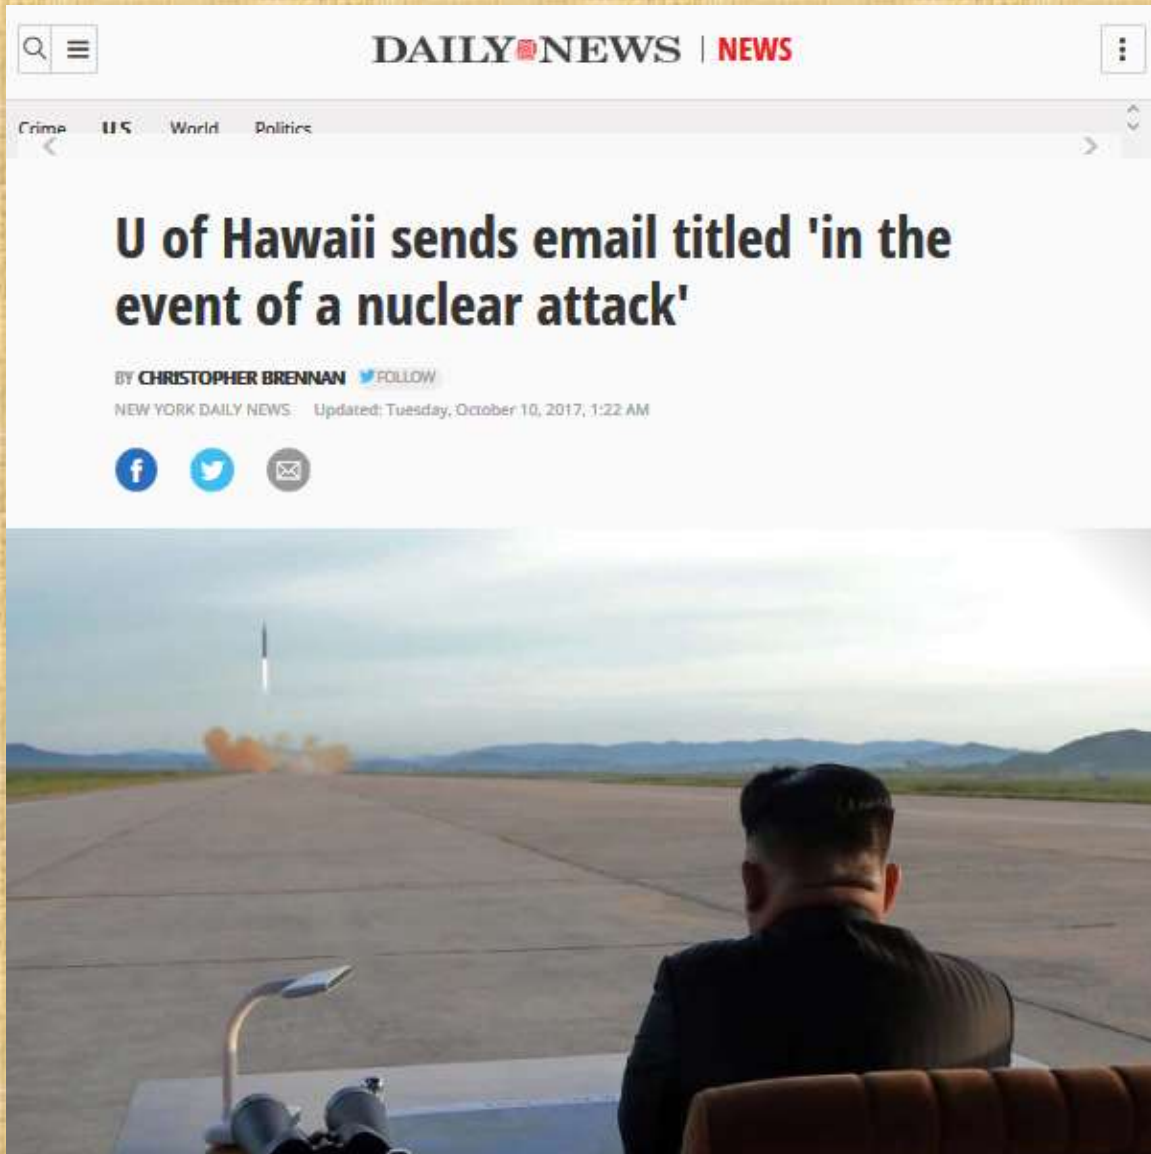 DAILY NEWS | NEWS
Crime U.S. World Politics
U of Hawaii sends email titled 'in the
event of a nuclear attack'
BY CHRISTOPHER BRENNAN FOLLOW
NEW YORK DAILY NEWS Updated: Tuesday, October 10, 2017, 1:22 AM